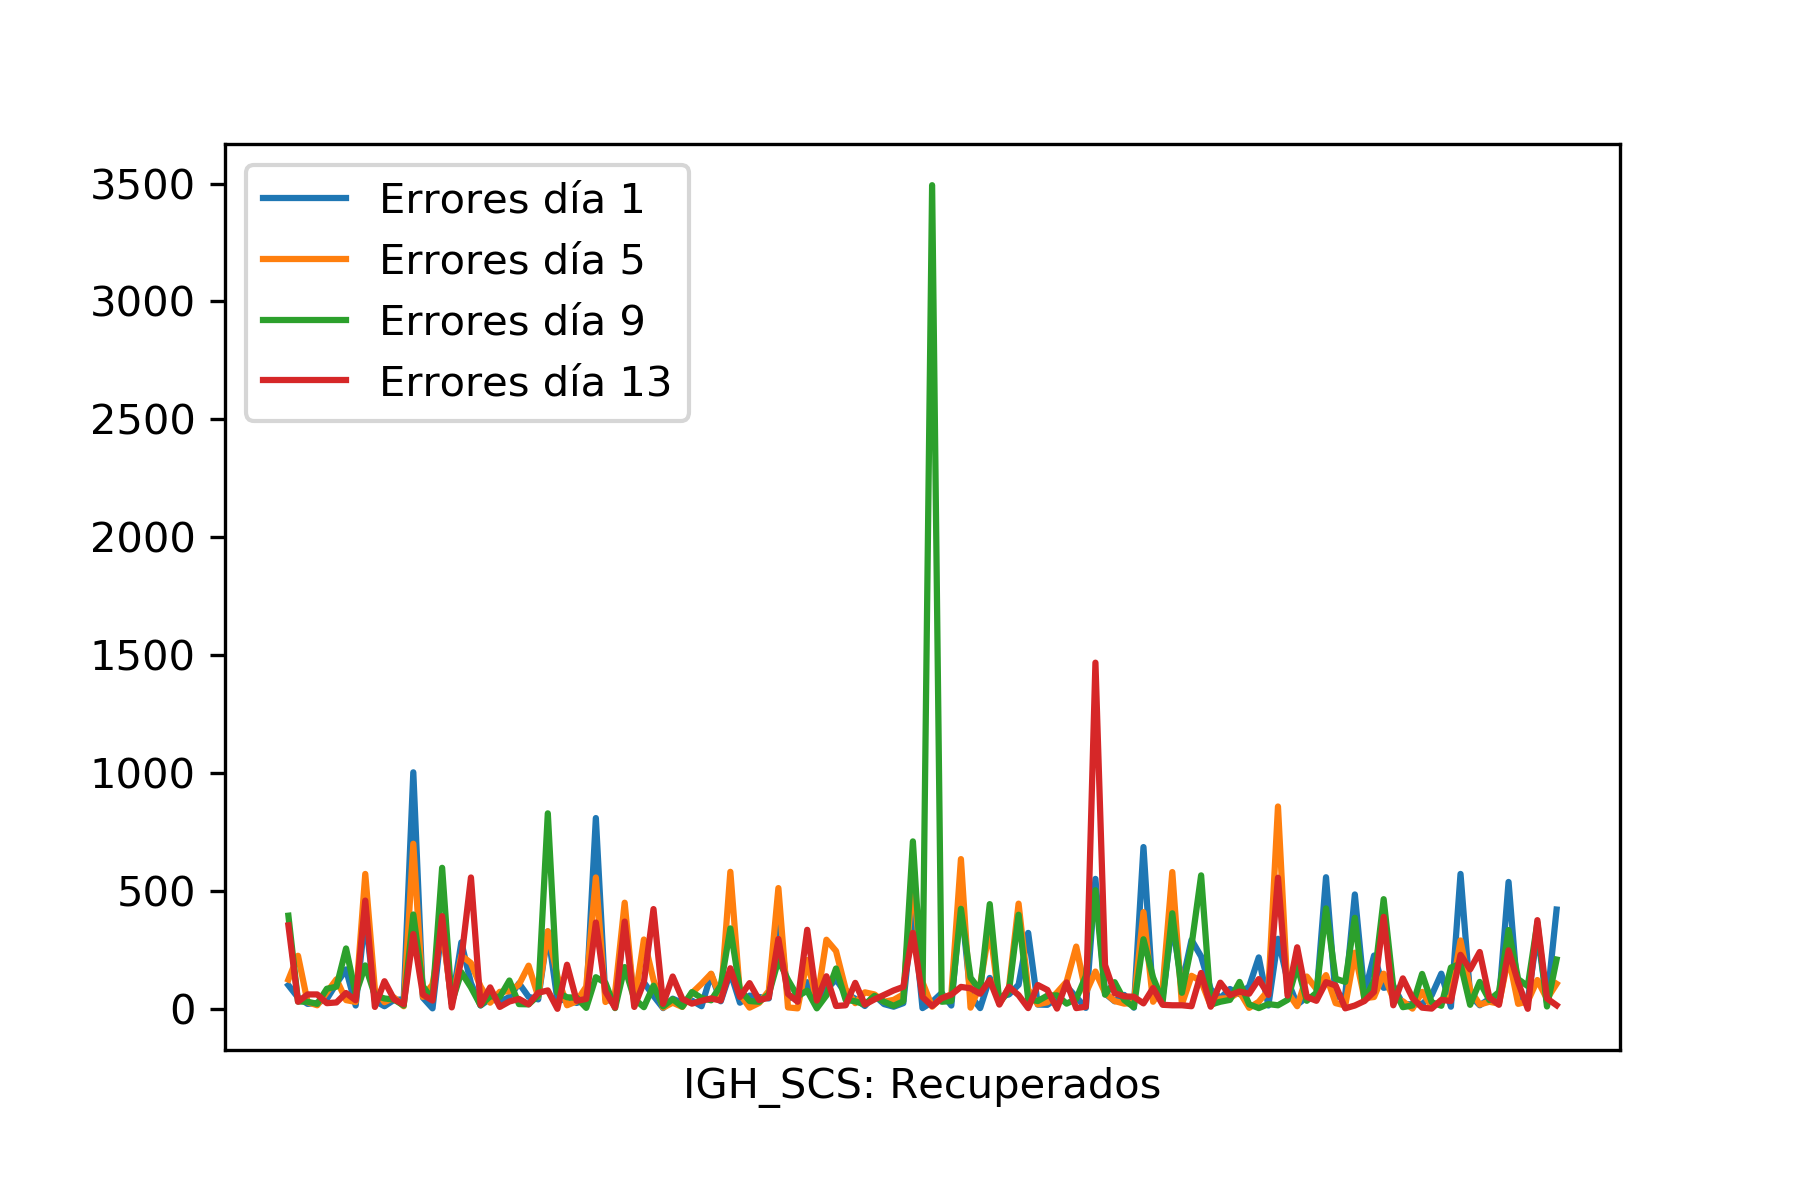 3500
3000
2500
2000
1500
1000
500
0
Errores día 1
Errores día 5
Errores día 9
Errores día 13
IGH_SCS: Recuperados